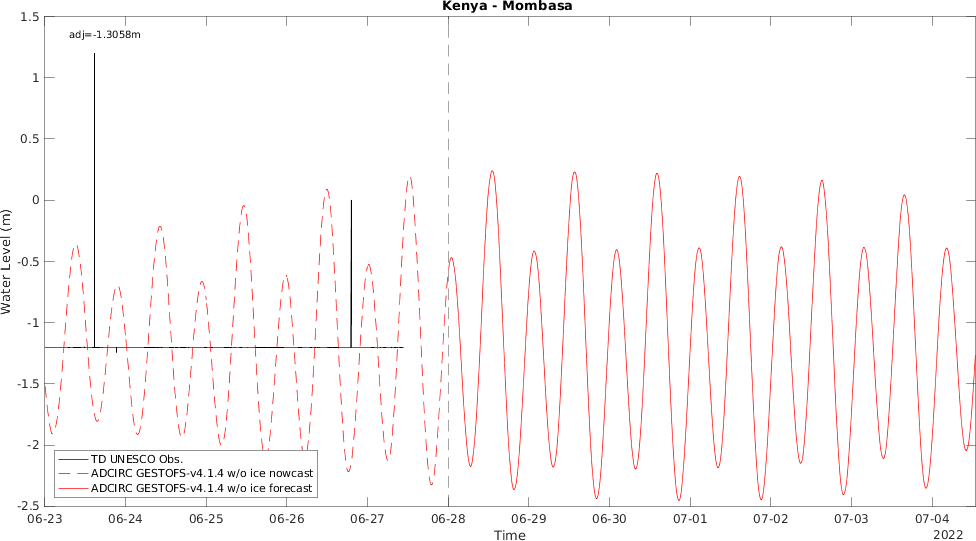 Kenya - Mombasa
adj=-1.3058m
1.5
1
0.5
0
-0.5
-1
-1.5
-2
-2.5
Water Level (m)
TD UNESCO Obs.
ADCIRC GESTOFS-v4.1.4 w/o ice nowcast
ADCIRC GESTOFS-v4.1.4 w/o ice forecast
06-23 06-24 06-25 06-26 06-27 06-28 06-29 06-30 07-01 07-02 07-03 07-04
Time
2022